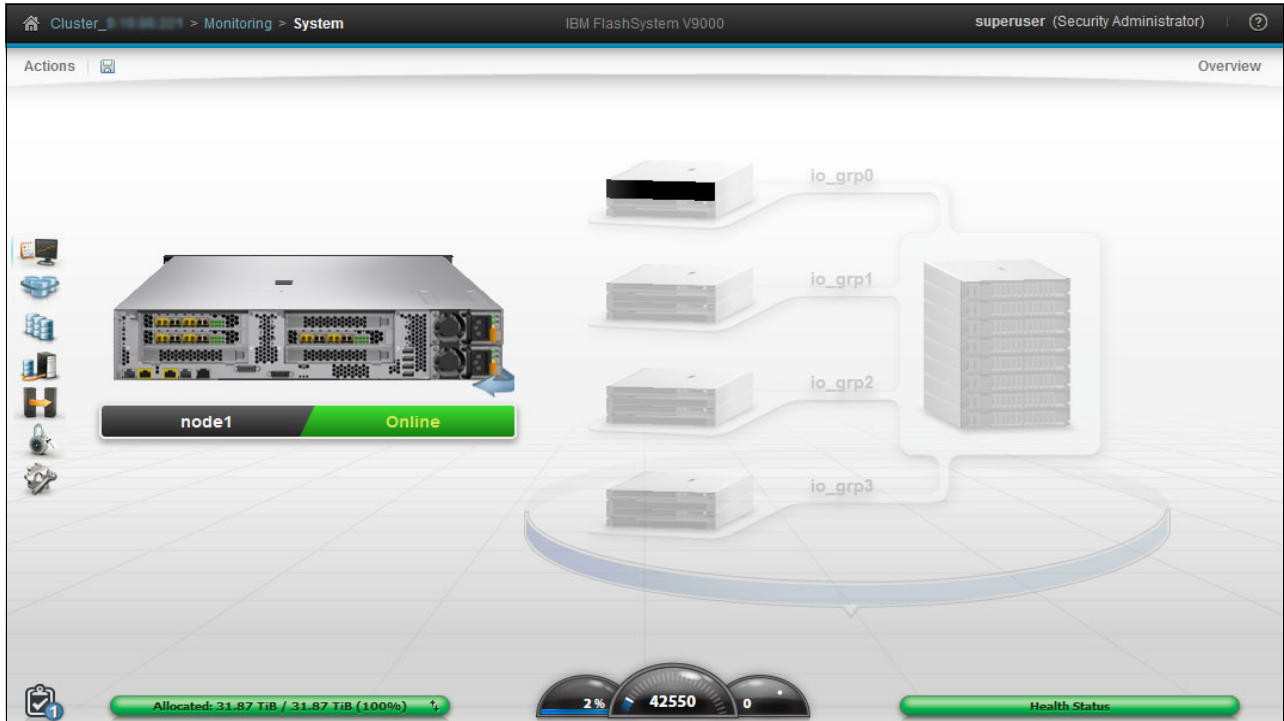 Cluster_ > Monitoring > System
IBM FlashSystem V9000
superuser (Security Administrator)
?
Actions
Overview
io_grp0
io_grp1
io_grp2
io_grp3
node1
Online
1
Allocated: 31.87 TiB / 31.87 TiB (100%)
2%
42550
0
Health Status